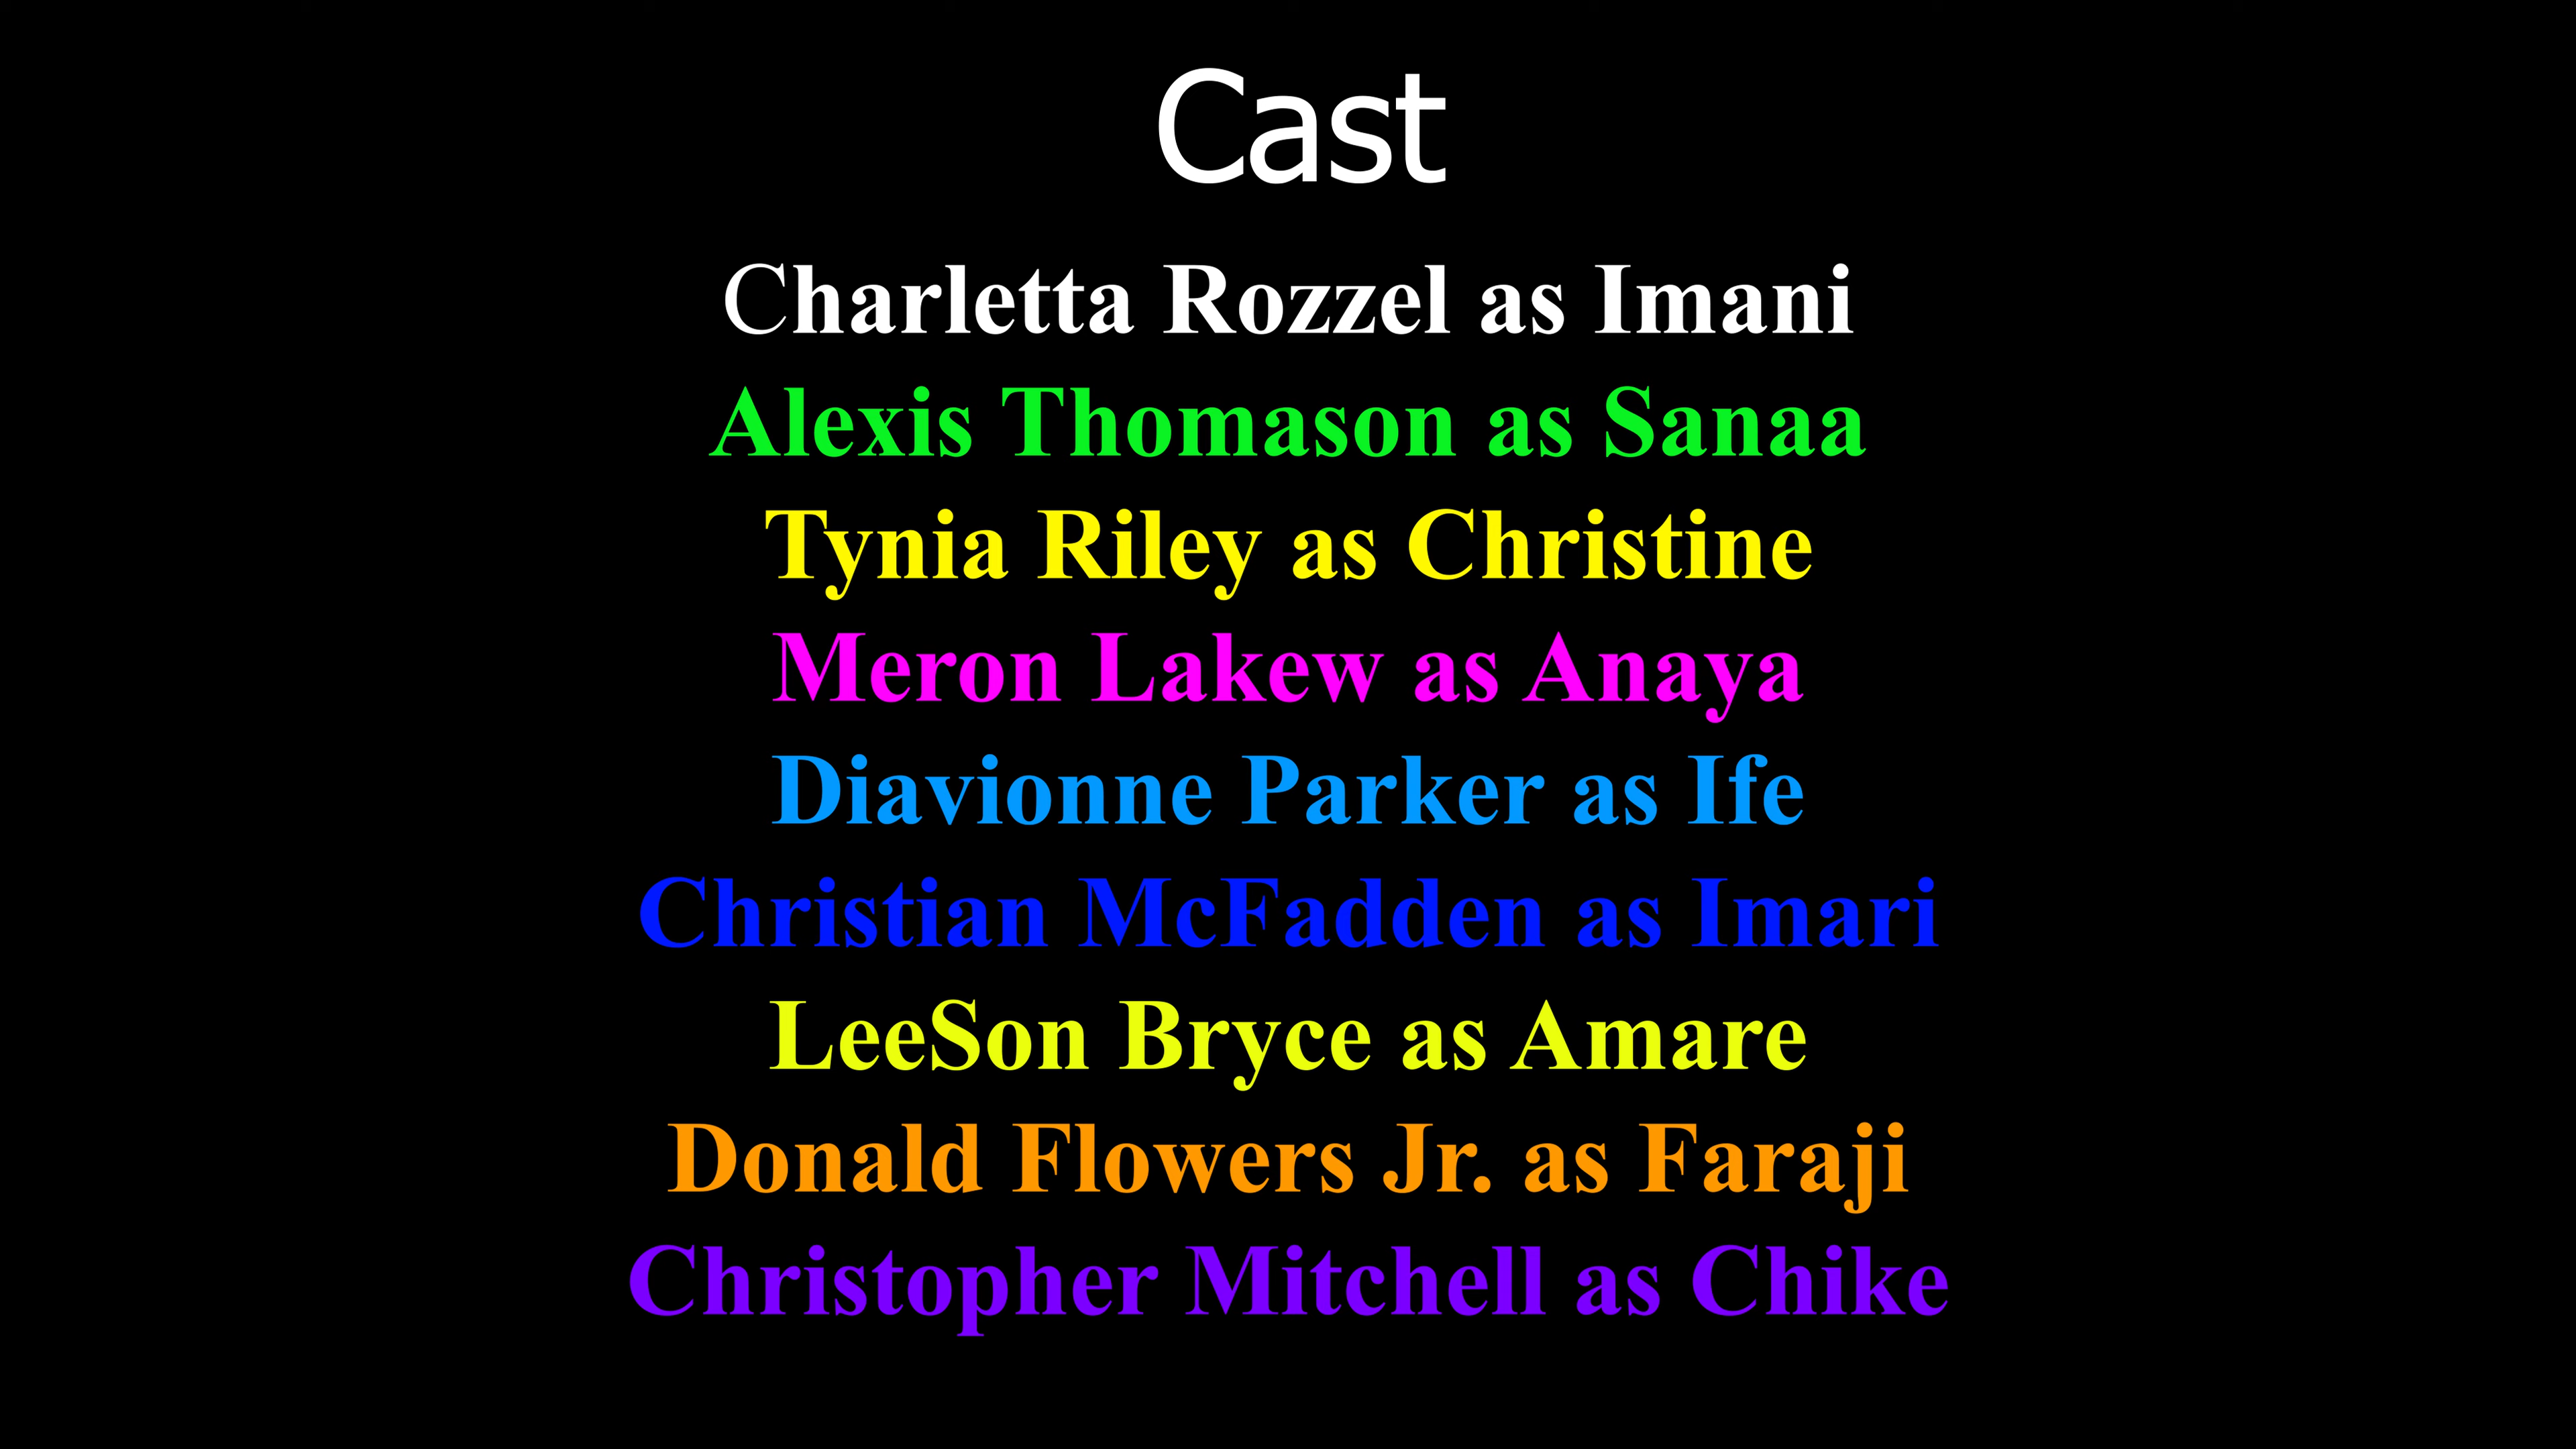 Cast
Charletta Rozzel as Imani
Alexis Thomason as Sanaa
Tynia Riley as Christine
Meron Lakew as Anaya
Diavionne Parker as Ife
Christian McFadden as Imari
LeeSon Bryce as Amare
Donald Flowers Jr. as Faraji
Christopher Mitchell as Chike